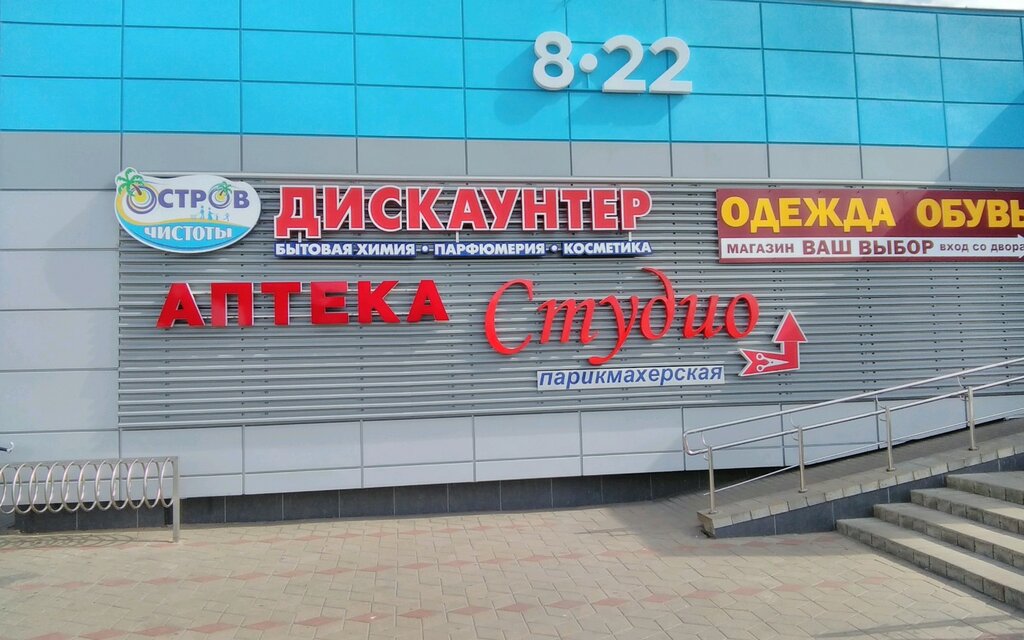 8•22
ОСТРОВ
ЧИСТОТЫ
ДИСКАУНТЕР
БЫТОВАЯ ХИМИЯ • ПАРФЮМЕРИЯ • КОСМЕТИКА
ОДЕЖДА ОБУВЬ
МАГАЗИН ВАШ ВЫБОР ВХОД СО ДВОРА
АПТЕКА
Студио
парикмахерская